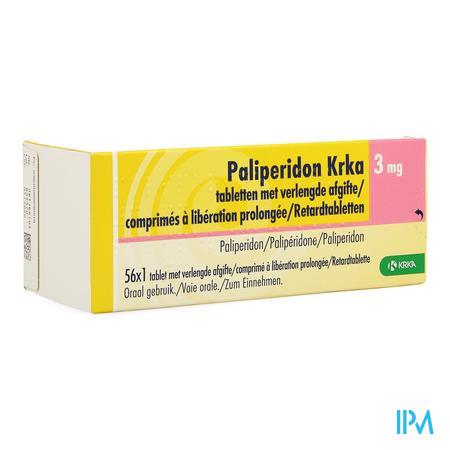 Paliperidon Krka 3 mg
tabletten met verlengde afgifte/
comprimés à libération prolongée/Retardtabletten
Paliperidon/Palipéridone/Paliperidon
56x1 tablet met verlengde afgifte/comprimé à libération prolongée/Retardtablette
Oraal gebruik./Voie orale./Zum Einnehmen.
KRKA
IPM